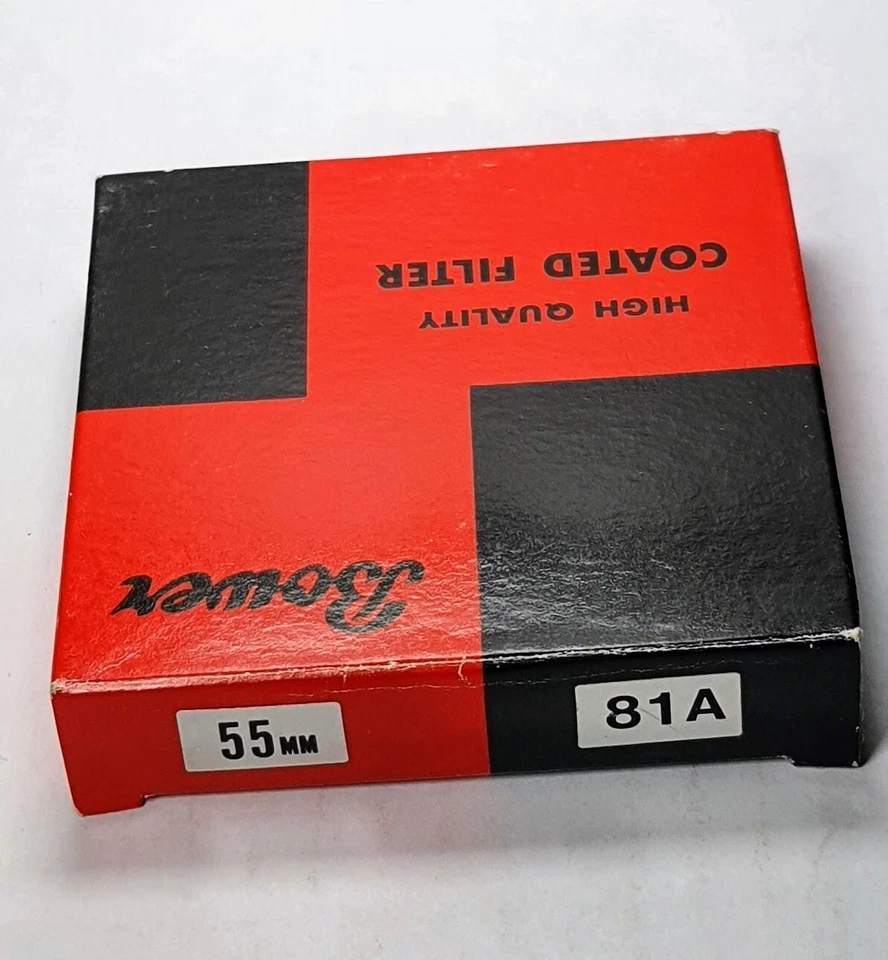 Bower
HIGH QUALITY
COATED FILTER
55MM
81A